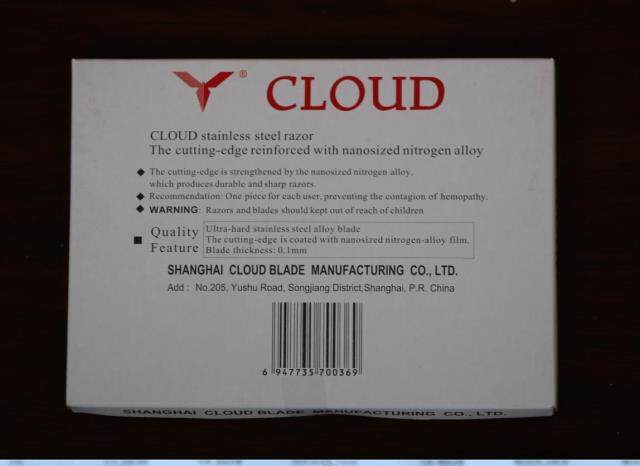 ® CLOUD
CLOUD stainless steel razor
The cutting-edge reinforced with nanosized nitrogen alloy
◆ The cutting-edge is strengthened by the nanosized nitrogen alloy,
which produces durable and sharp razors.
◆ Recommendation: One piece for each user, preventing the contagion of hemopathy.
◆ WARNING: Razors and blades should kept out of reach of children
■ Quality Feature
Ultra-hard stainless steel alloy blade
The cutting-edge is coated with nanosized nitrogen-alloy film.
Blade thickness: 0.1mm
SHANGHAI CLOUD BLADE MANUFACTURING CO., LTD.
Add : No.205, Yushu Road, Songjiang District,Shanghai, P.R. China
6 947735 700369
SHANGHAI CLOUD BLADE MANUFACTURING CO., LTD.